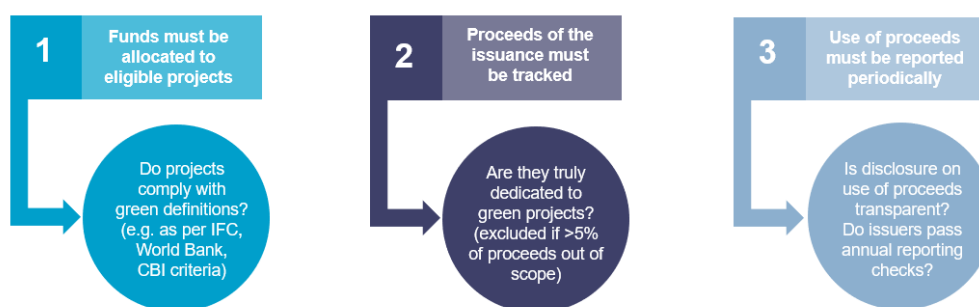 1
Funds must be
allocated to
eligible projects
Do projects
comply with
green definitions?
(e.g. as per IFC,
World Bank,
CBI criteria)
2
Proceeds of the
issuance must
be tracked
Are they truly
dedicated to
green projects?
(excluded if >5%
of proceeds out of
scope)
3
Use of proceeds
must be reported
periodically
Is disclosure on
use of proceeds
transparent?
Do issuers pass
annual reporting
checks?